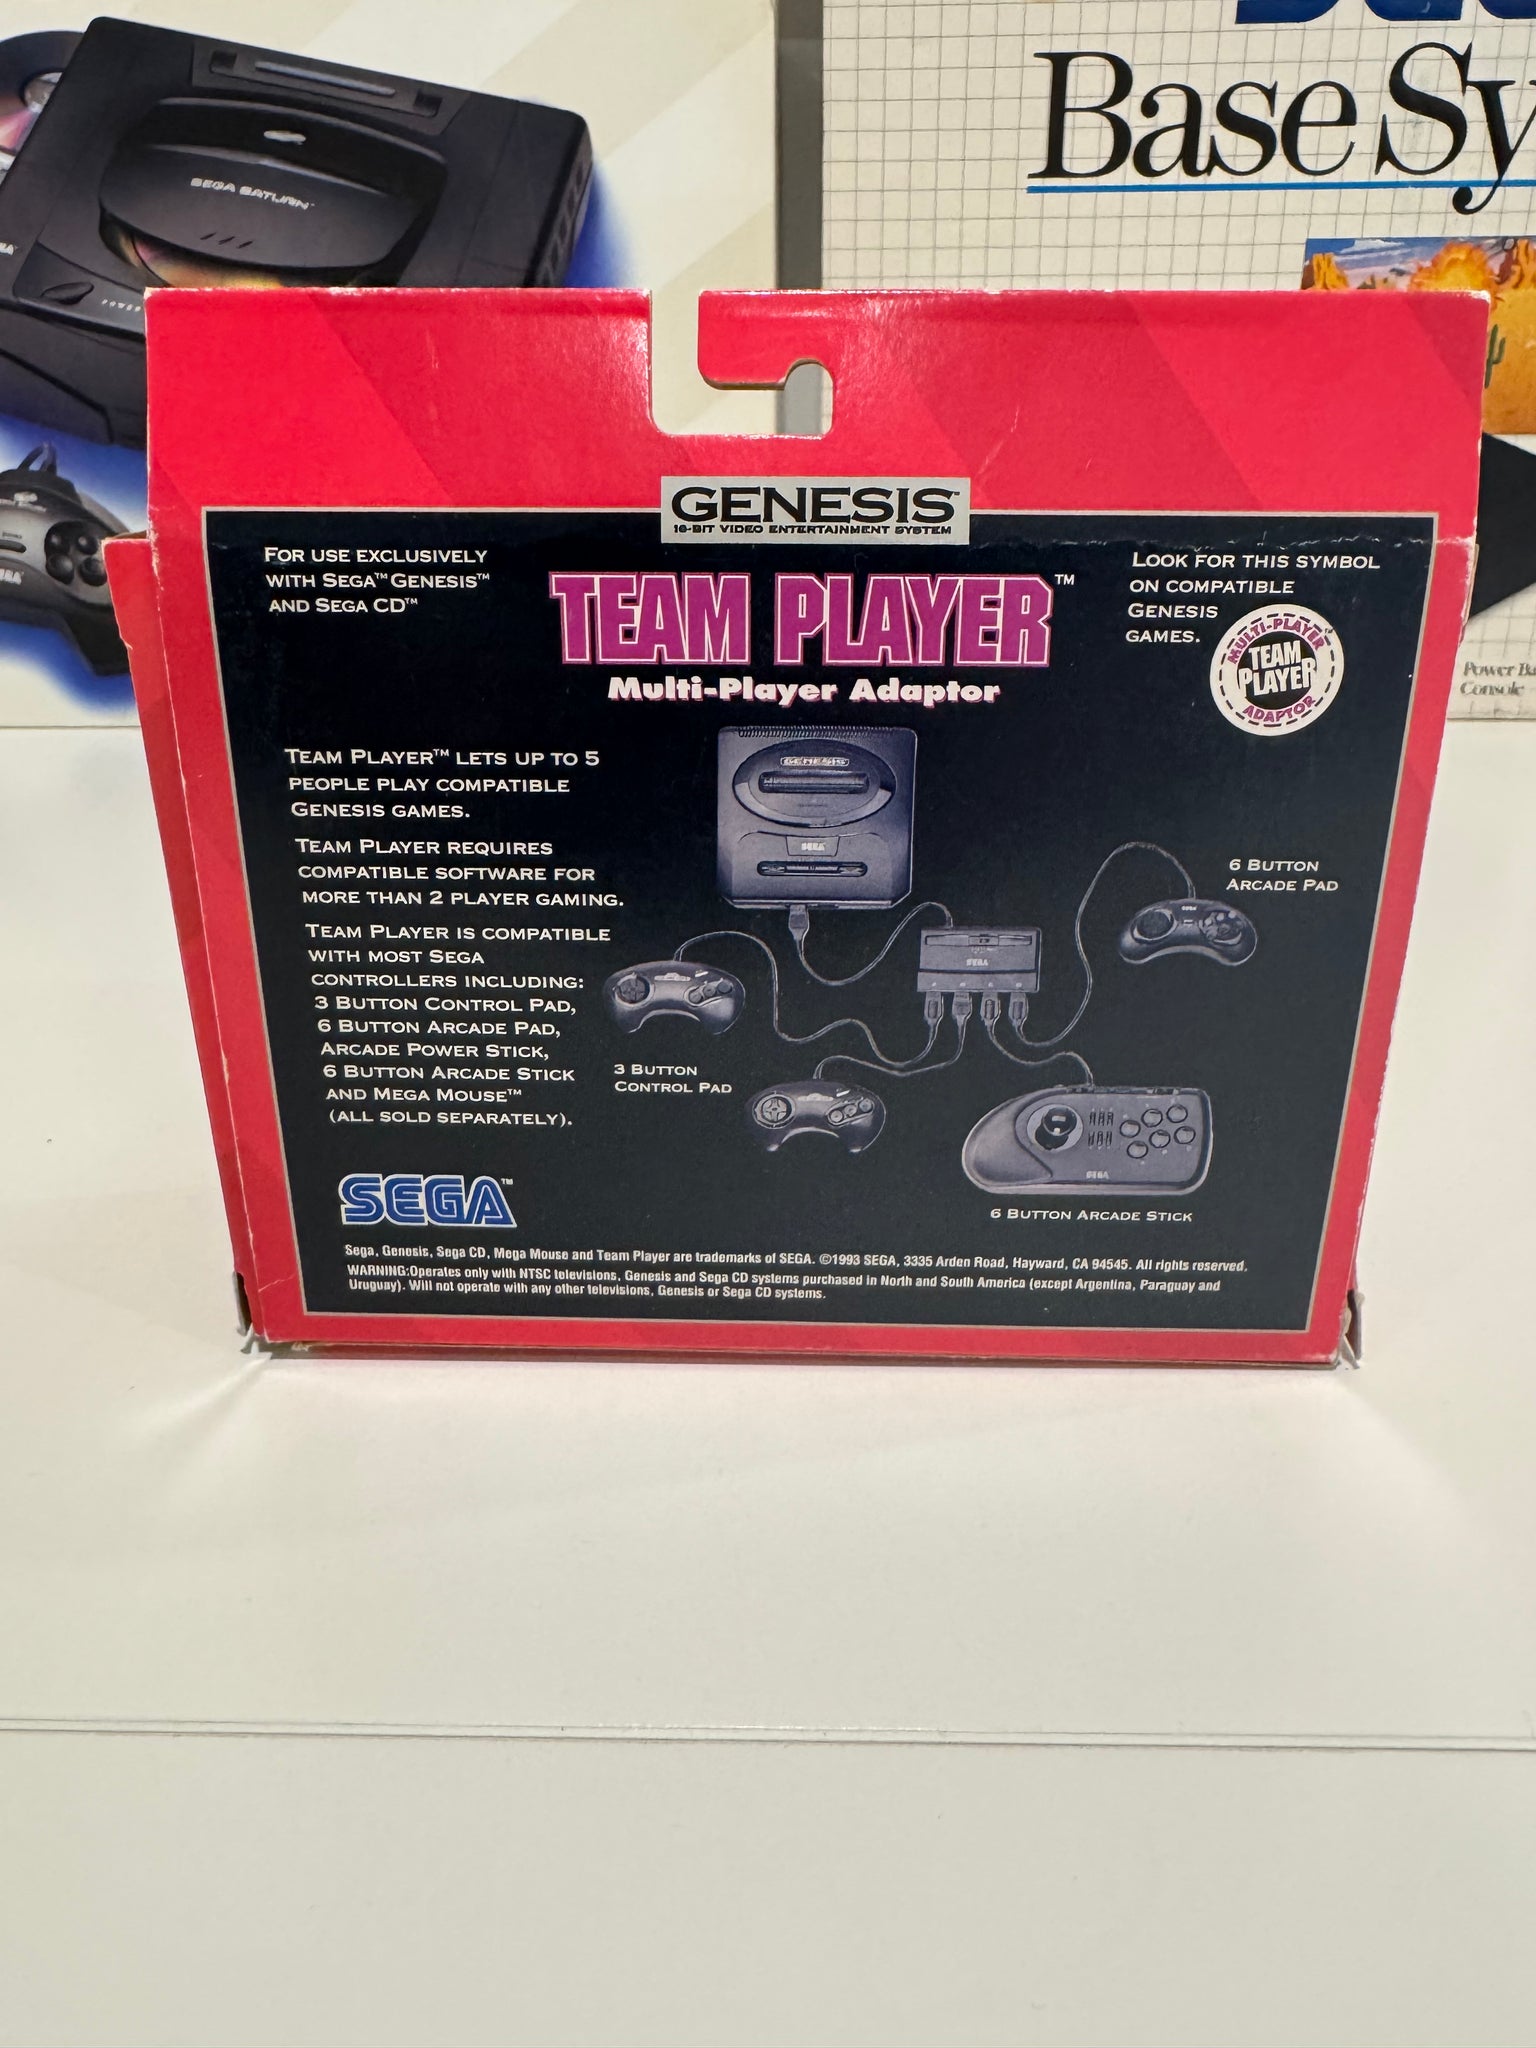 SEGA SATURN™
POWER
Base Sy
Power Ba
Console
GENESIS™
16-BIT VIDEO ENTERTAINMENT SYSTEM
FOR USE EXCLUSIVELY
WITH SEGA™ GENESIS™
AND SEGA CD™
TEAM PLAYER™
Multi-Player Adaptor
LOOK FOR THIS SYMBOL
ON COMPATIBLE
GENESIS
GAMES.
MULTI-PLAYER
TEAM
PLAYER
ADAPTOR
TEAM PLAYER™ LETS UP TO 5
PEOPLE PLAY COMPATIBLE
GENESIS GAMES.
TEAM PLAYER REQUIRES
COMPATIBLE SOFTWARE FOR
MORE THAN 2 PLAYER GAMING.
TEAM PLAYER IS COMPATIBLE
WITH MOST SEGA
CONTROLLERS INCLUDING:
3 BUTTON CONTROL PAD,
6 BUTTON ARCADE PAD,
ARCADE POWER STICK,
6 BUTTON ARCADE STICK
AND MEGA MOUSE™
(ALL SOLD SEPARATELY).
GENESIS
SEGA
SEGA
6 BUTTON
ARCADE PAD
3 BUTTON
CONTROL PAD
SEGA
6 BUTTON ARCADE STICK
SEGA™
Sega, Genesis, Sega CD, Mega Mouse and Team Player are trademarks of SEGA. ©1993 SEGA, 3335 Arden Road, Hayward, CA 94545. All rights reserved.
WARNING:Operates only with NTSC televisions, Genesis and Sega CD systems purchased in North and South America (except Argentina, Paraguay and
Uruguay). Will not operate with any other televisions, Genesis or Sega CD systems.